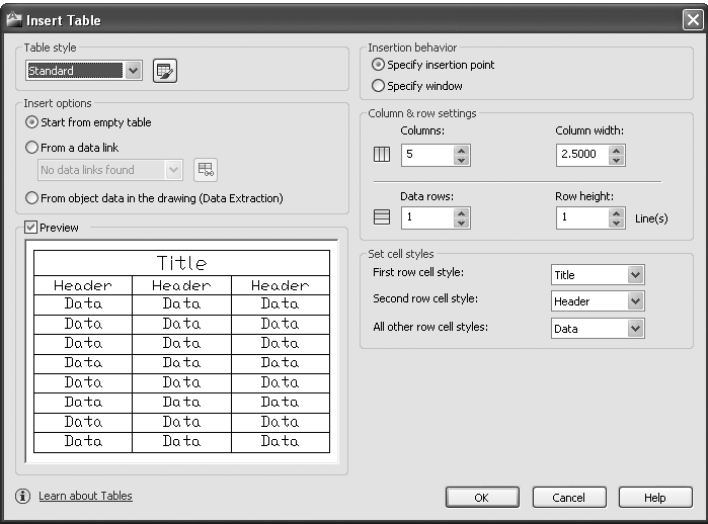 Insert Table
Table style
Standard
Insert options
Start from empty table
From a data link
No data links found
From object data in the drawing (Data Extraction)
Preview
Title
Header Header Header
Data Data Data
Data Data Data
Data Data Data
Data Data Data
Data Data Data
Data Data Data
Data Data Data
Data Data Data
Learn about Tables
Insertion behavior
Specify insertion point
Specify window
Column & row settings
Columns: Column width:
5 2.5000
Data rows: Row height:
1 1 Line(s)
Set cell styles
First row cell style: Title
Second row cell style: Header
All other row cell styles: Data
OK Cancel Help